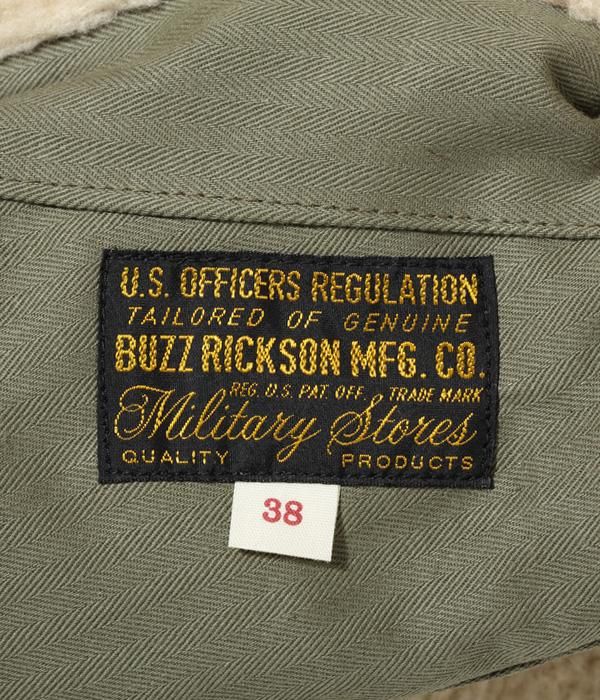 U.S. OFFICERS REGULATION
TAILORED OF GENUINE
BUZZ RICKSON MFG. CO.
REG. U.S. PAT. OFF. TRADE MARK
Military Stores
QUALITY PRODUCTS
38